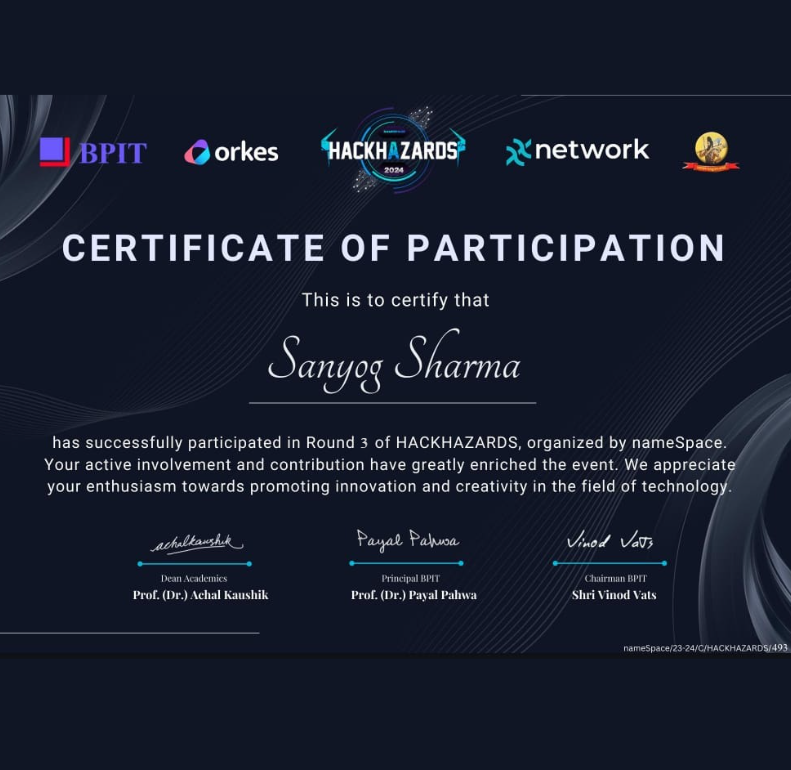 BPIT
orkes
HACKHAZARDS
2024
network
CERTIFICATE OF PARTICIPATION
This is to certify that
Sanyog Sharma
has successfully participated in Round 3 of HACKHAZARDS, organized by nameSpace.
Your active involvement and contribution have greatly enriched the event. We appreciate
your enthusiasm towards promoting innovation and creativity in the field of technology.
achalkaushik
Payal Pahwa
Vinod Vats
Dean Academics
Principal BPIT
Chairman BPIT
Prof. (Dr.) Achal Kaushik
Prof. (Dr.) Payal Pahwa
Shri Vinod Vats
nameSpace/23-24/C/HACKHAZARDS/493